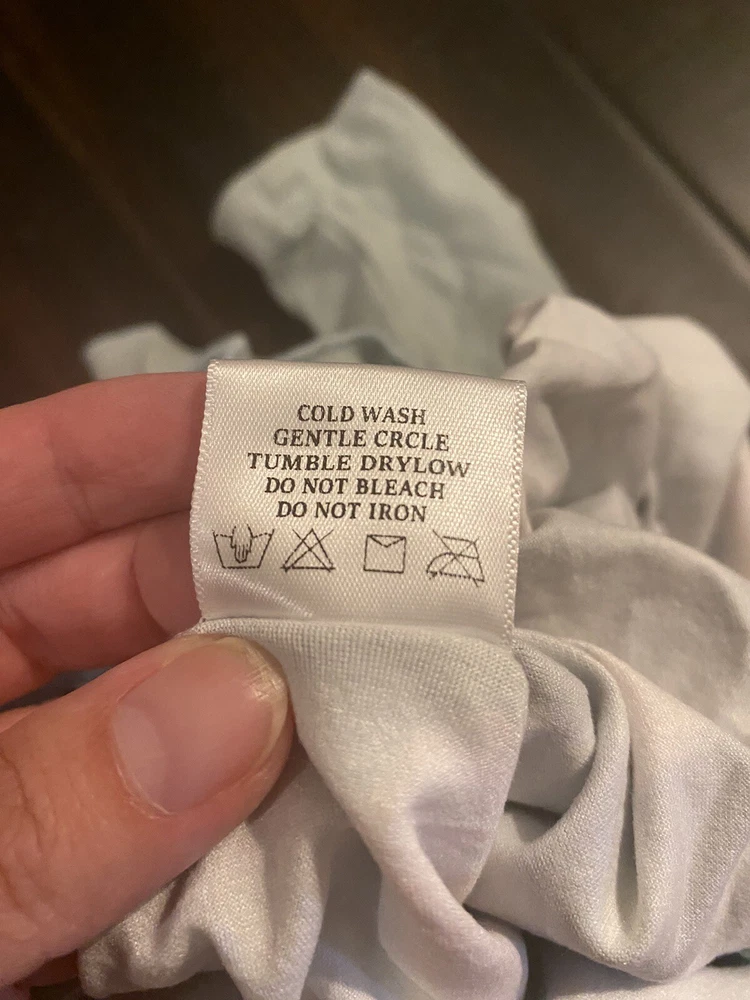 COLD WASH
GENTLE CRCLE
TUMBLE DRYLOW
DO NOT BLEACH
DO NOT IRON